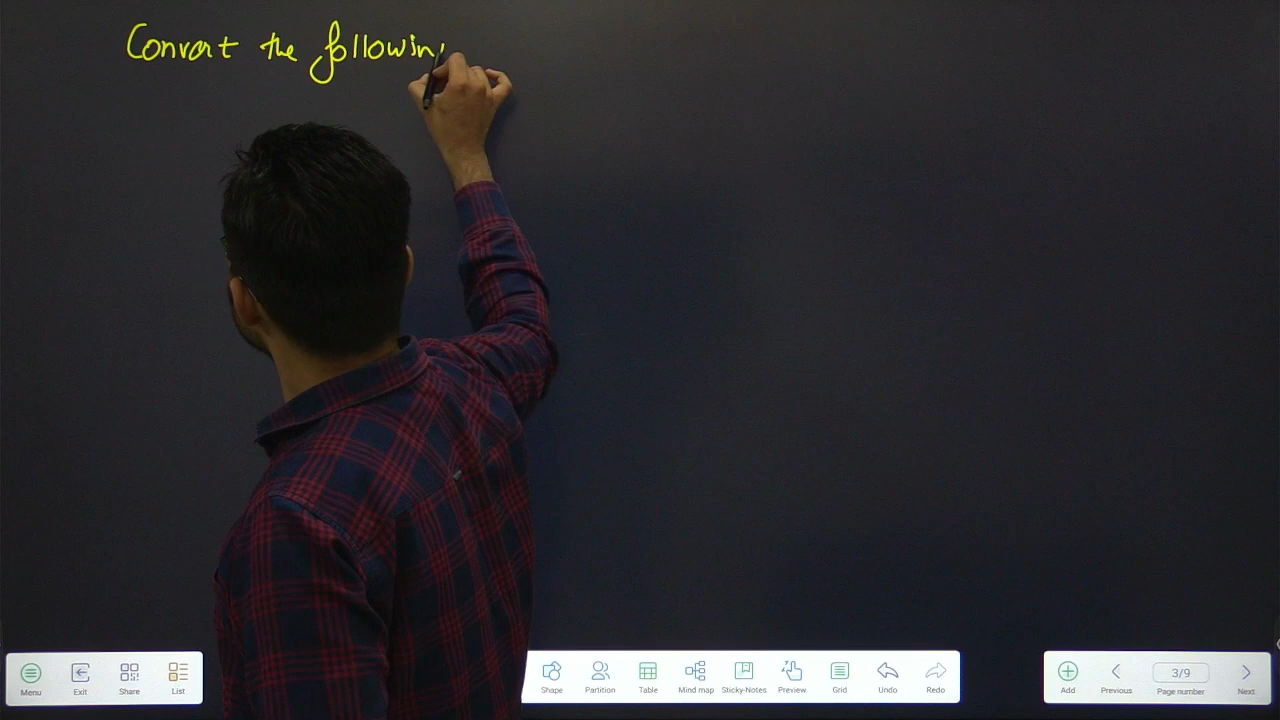 Convert the followin
Menu
Exit
Share
List
Shape
Partition
Table
Mind map
Sticky-Notes
Preview
Grid
Undo
Redo
Add
Previous
3/9
Page number
Next